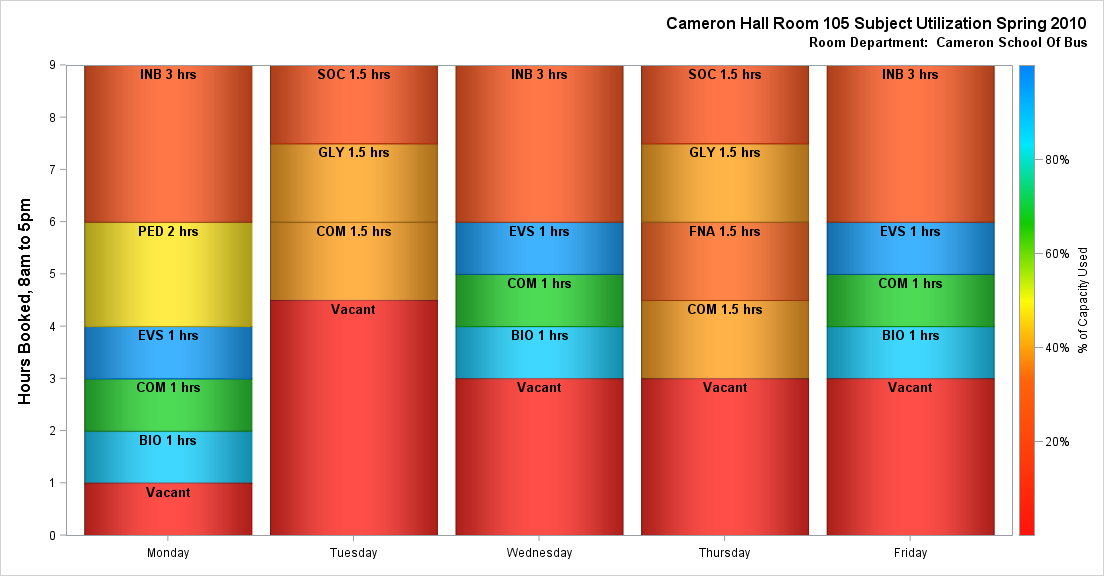 Cameron Hall Room 105 Subject Utilization Spring 2010
Room Department: Cameron School Of Bus
Hours Booked, 8am to 5pm
9
8
7
6
5
4
3
2
1
0
INB 3 hrs
PED 2 hrs
EVS 1 hrs
COM 1 hrs
BIO 1 hrs
Vacant
Monday
SOC 1.5 hrs
GLY 1.5 hrs
COM 1.5 hrs
Vacant
Tuesday
INB 3 hrs
EVS 1 hrs
COM 1 hrs
BIO 1 hrs
Vacant
Wednesday
SOC 1.5 hrs
GLY 1.5 hrs
FNA 1.5 hrs
COM 1.5 hrs
Vacant
Thursday
INB 3 hrs
EVS 1 hrs
COM 1 hrs
BIO 1 hrs
Vacant
Friday
80%
60%
40%
20%
% of Capacity Used